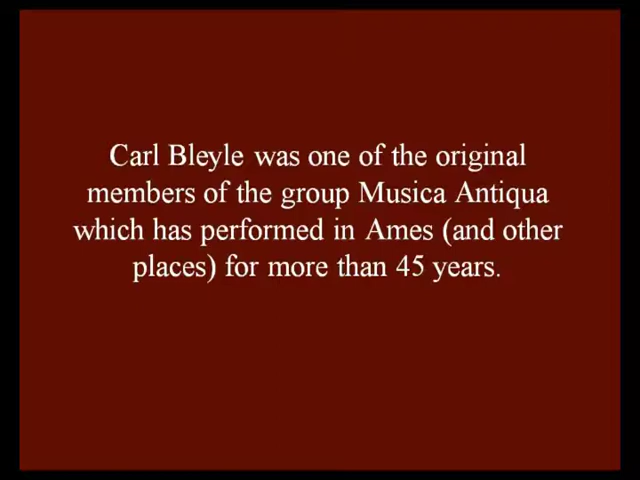 Carl Bleyle was one of the original
members of the group Musica Antiqua
which has performed in Ames (and other
places) for more than 45 years.